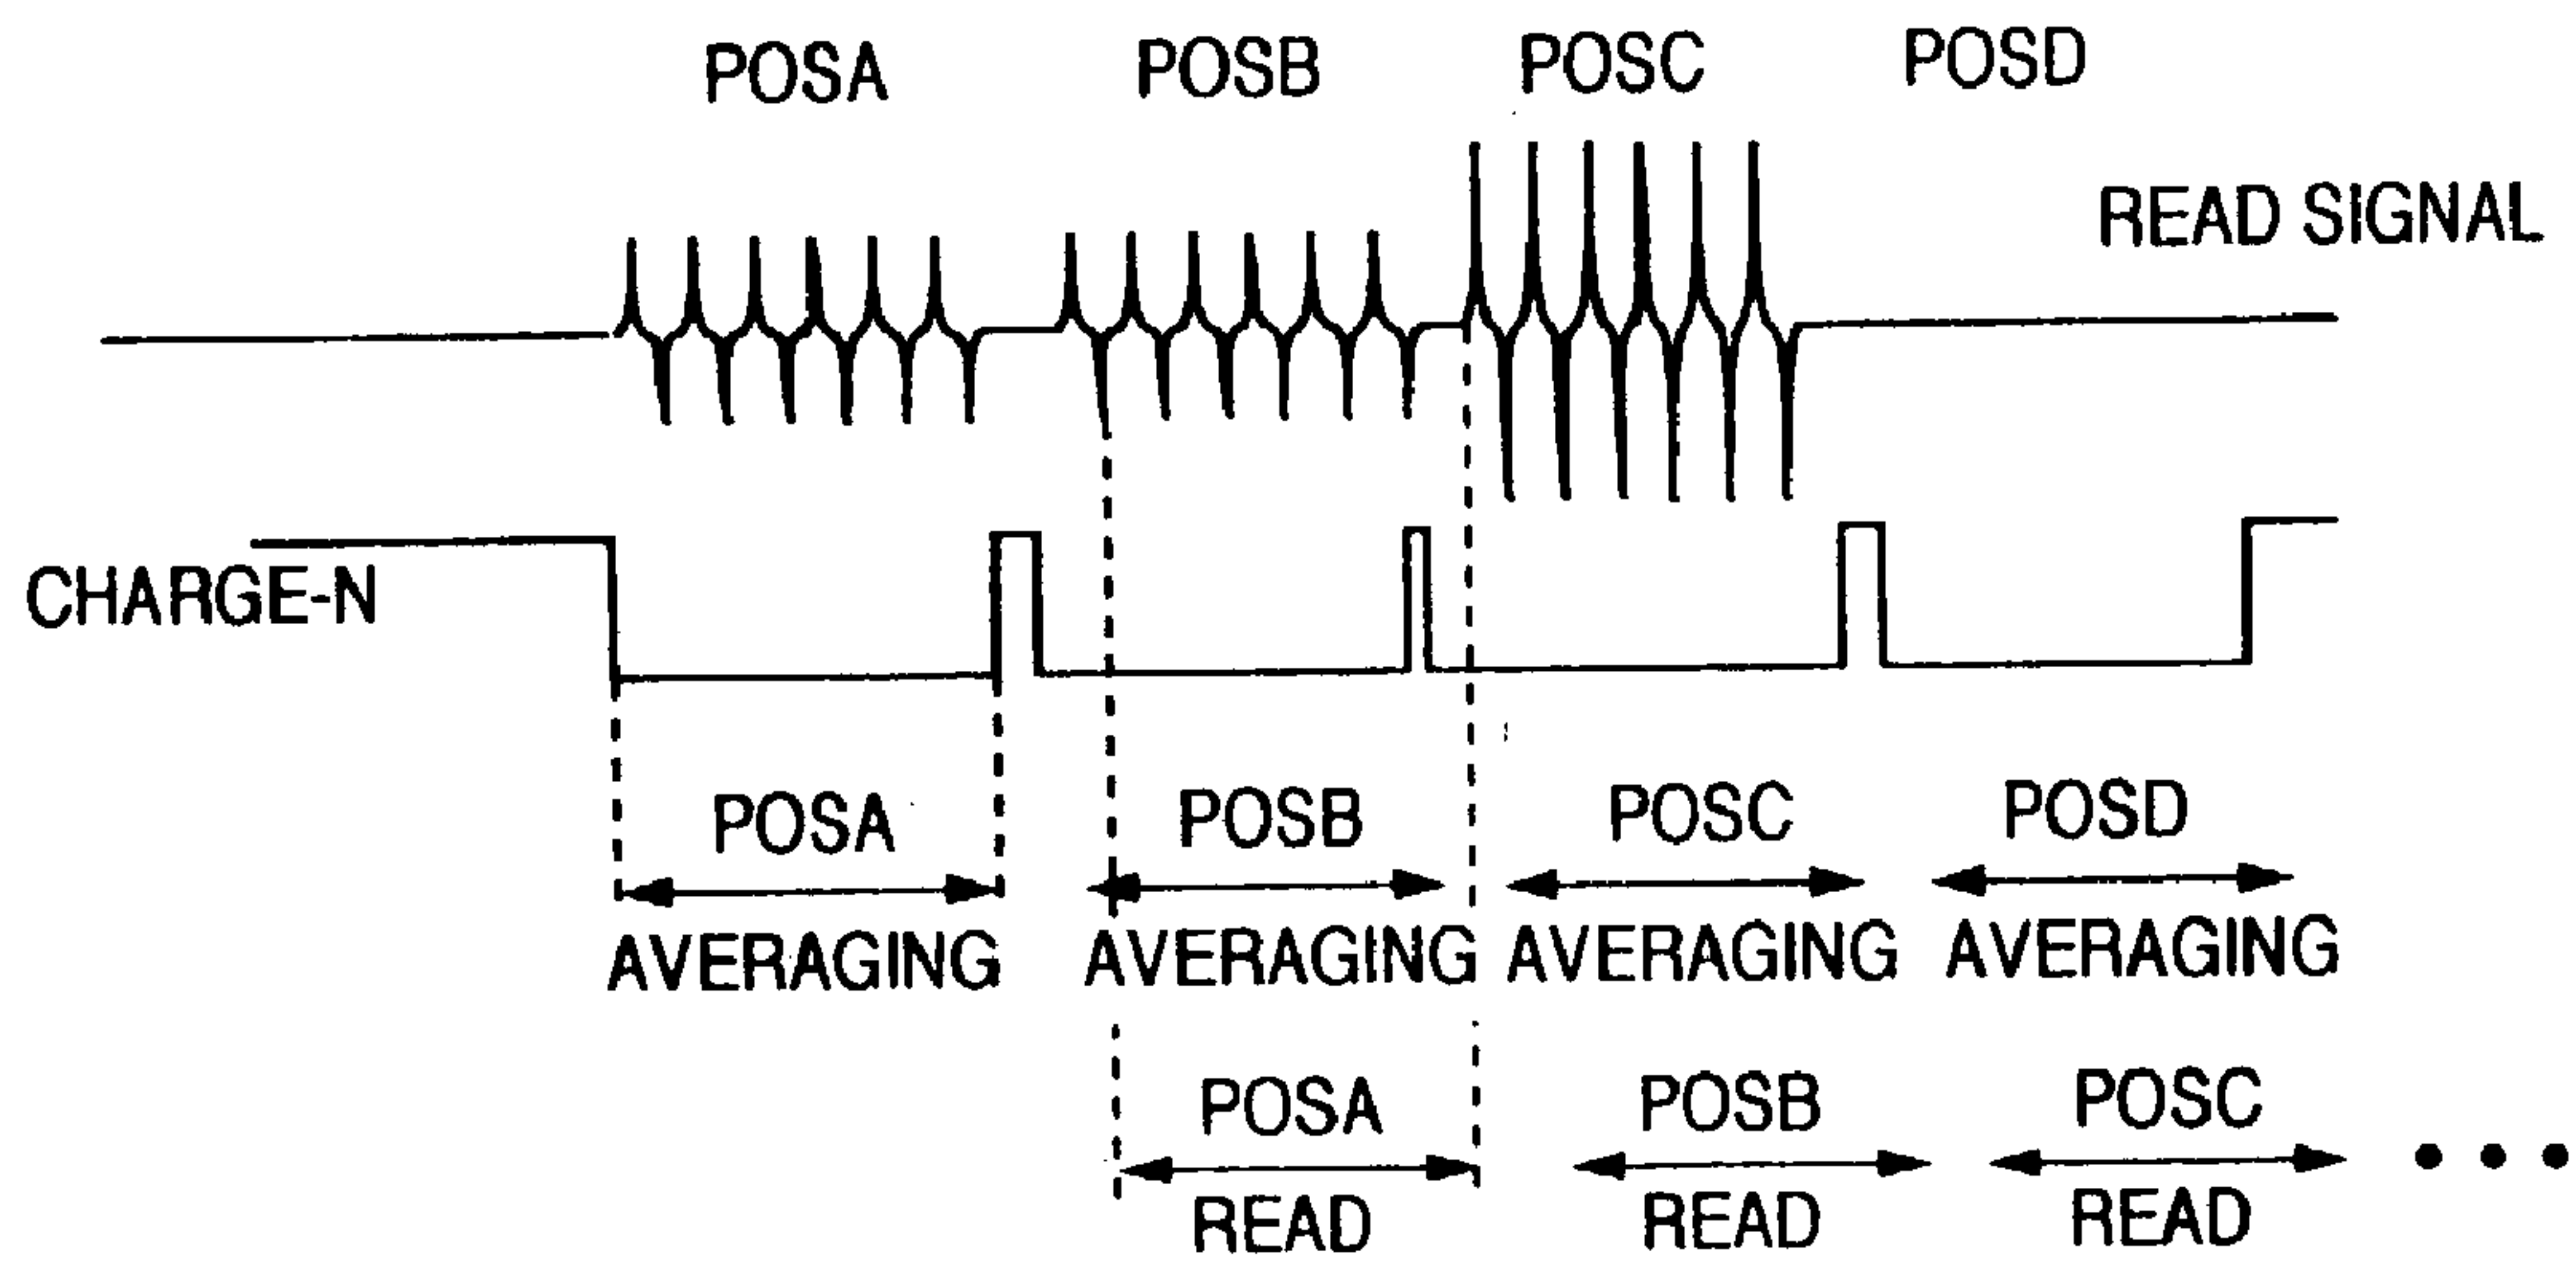 POSA POSB POSC POSD
READ SIGNAL
CHARGE-N
POSA POSB POSC POSD
AVERAGING AVERAGING AVERAGING AVERAGING
POSA POSB POSC
READ READ READ